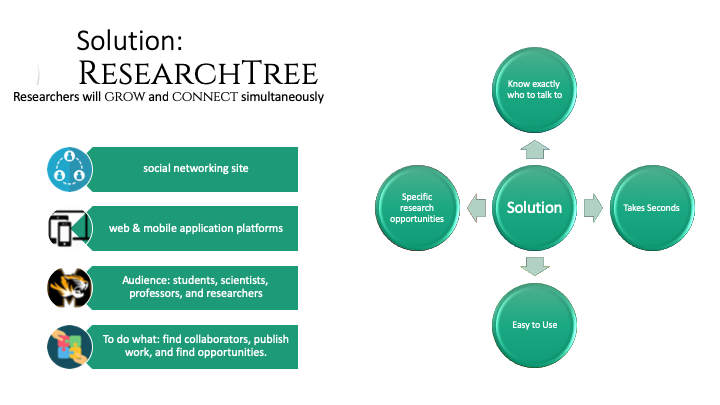 Solution:
RESEARCHTREE
Researchers will GROW and CONNECT simultaneously
social networking site
web & mobile application platforms
Audience: students, scientists,
professors, and researchers
To do what: find collaborators, publish
work, and find opportunities.
Know exactly
who to talk to
Specific
research
opportunities
Solution
Takes Seconds
Easy to Use